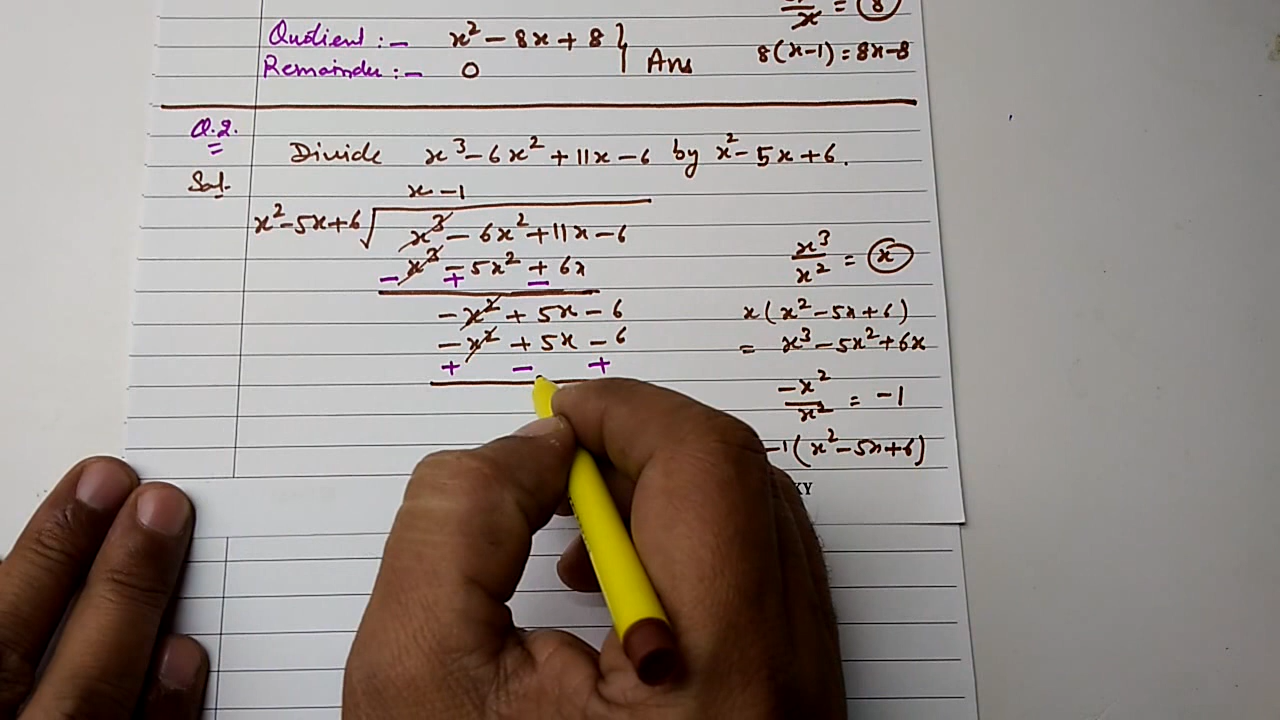 = 8
Quotient :- x² - 8x + 8 } Ans
Remainder :- 0
8(x-1) = 8x-8
Q.2.
Divide x³-6x²+11x-6 by x²-5x+6.
Sol.
x-1
x²-5x+6 √ x³-6x²+11x-6
x³-5x²+6x
- + -
-x²+5x-6
-x²+5x-6
+ - +
x³/x² = x
x(x²-5x+6)
= x³-5x²+6x
-x²/x² = -1
-1(x²-5x+6)
KY